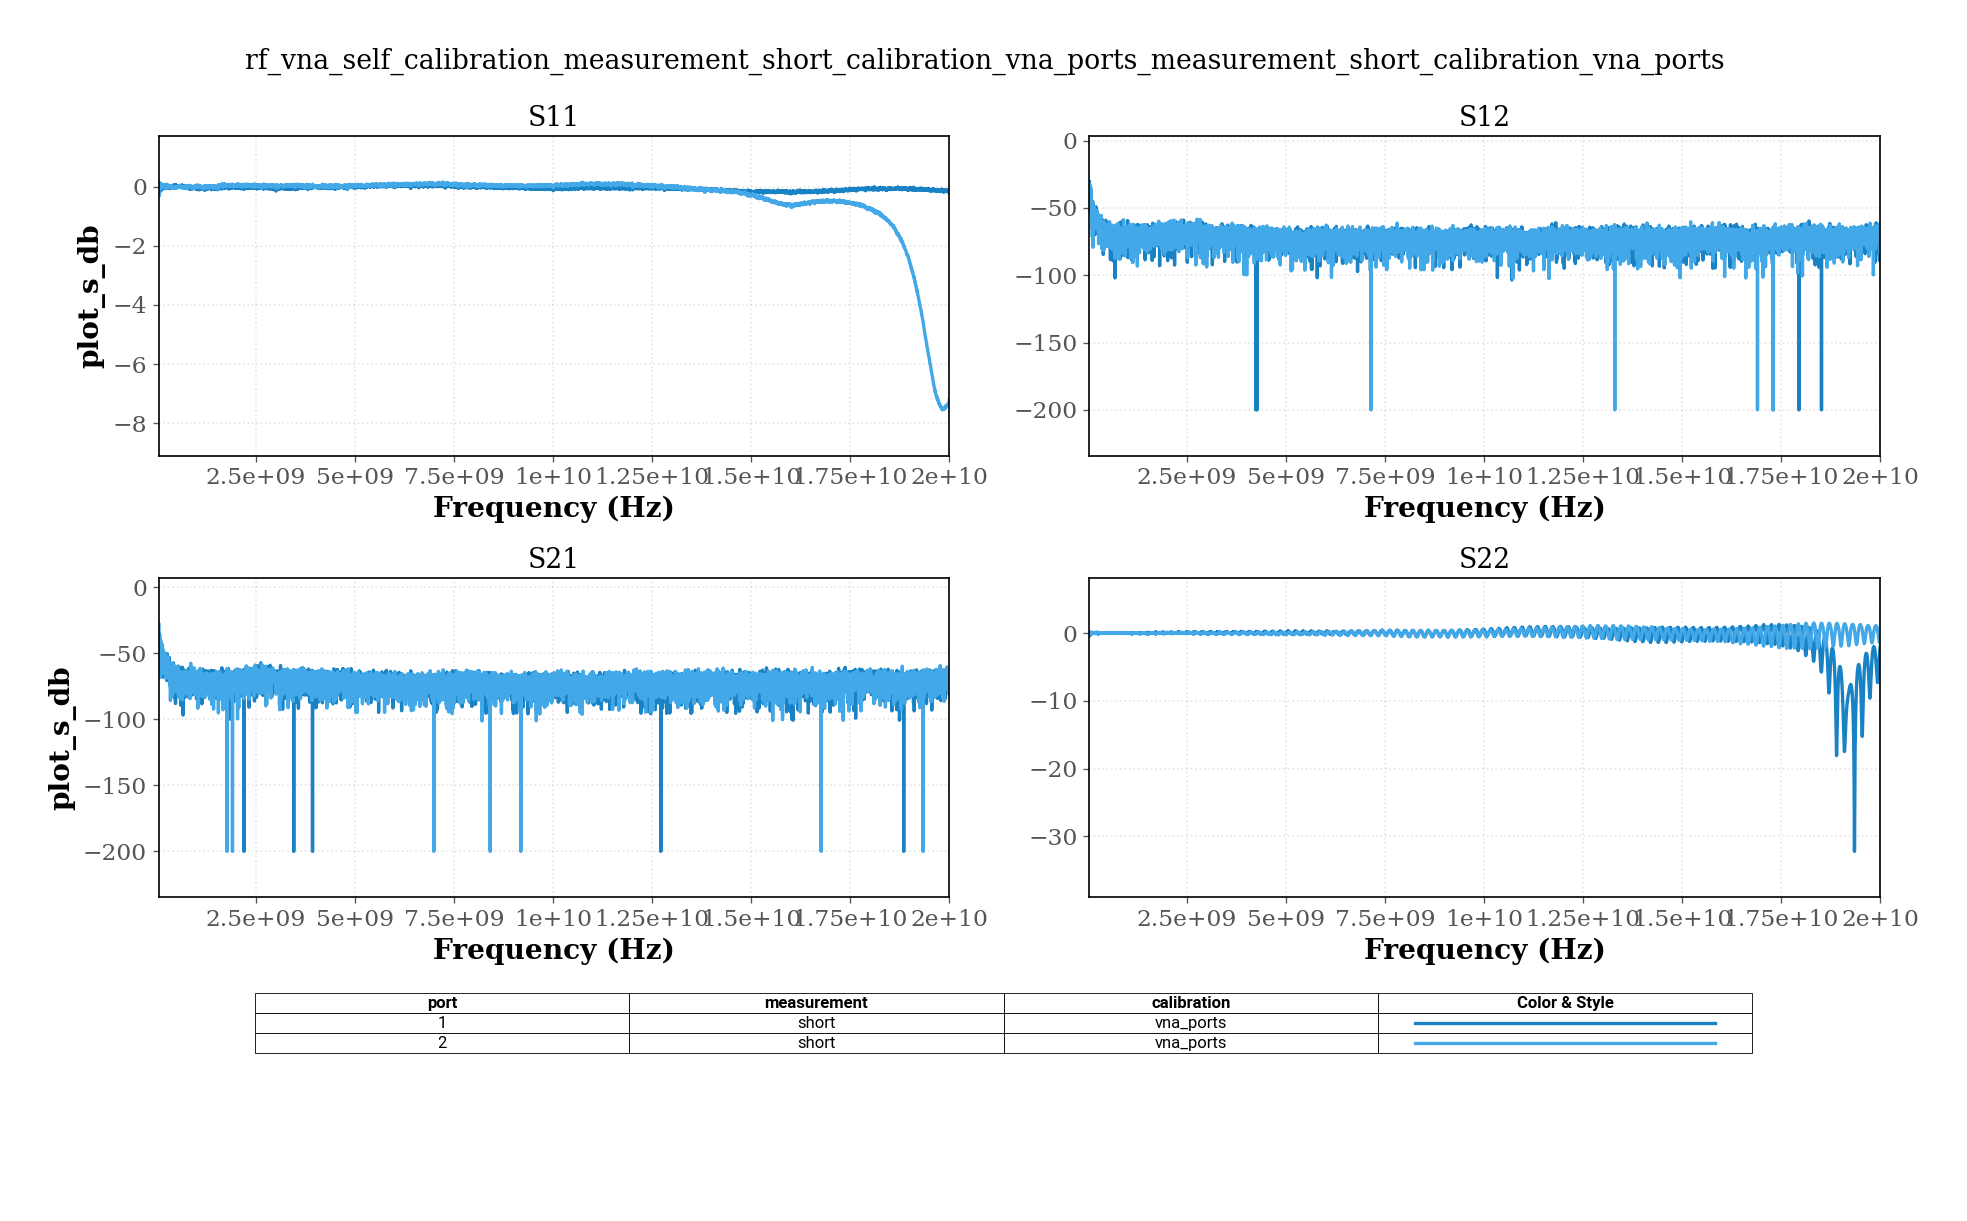 rf_vna_self_calibration_measurement_short_calibration_vna_ports_measurement_short_calibration_vna_ports
S11
plot_s_db
0
−2
−4
−6
−8
2.5e+09 5e+09 7.5e+09 1e+10 1.25e+10 1.5e+10 1.75e+10 2e+10
Frequency (Hz)
S12
0
−50
−100
−150
−200
2.5e+09 5e+09 7.5e+09 1e+10 1.25e+10 1.5e+10 1.75e+10 2e+10
Frequency (Hz)
S21
plot_s_db
0
−50
−100
−150
−200
2.5e+09 5e+09 7.5e+09 1e+10 1.25e+10 1.5e+10 1.75e+10 2e+10
Frequency (Hz)
S22
0
−10
−20
−30
2.5e+09 5e+09 7.5e+09 1e+10 1.25e+10 1.5e+10 1.75e+10 2e+10
Frequency (Hz)
port measurement calibration Color & Style
1 short vna_ports
2 short vna_ports